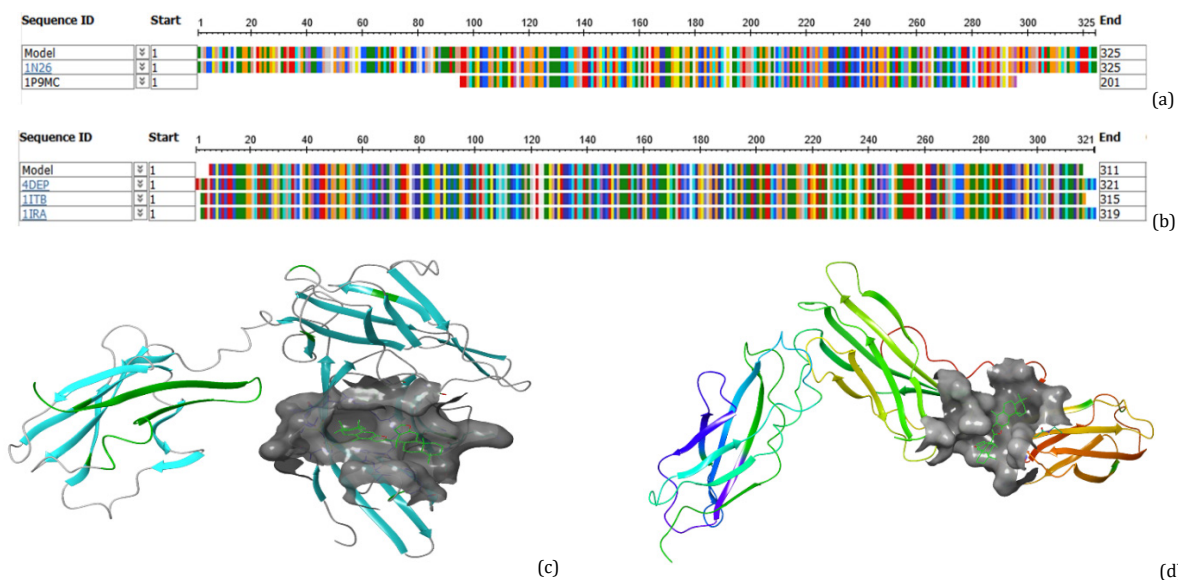 Sequence ID Start 1 20 40 60 80 100 120 140 160 180 200 220 240 260 280 300 325 End
Model 1 325
1N26 1 325
1P9MC 1 201
(a)
Sequence ID Start 1 20 40 60 80 100 120 140 160 180 200 220 240 260 280 300 321 End
Model 1 311
4DEP 1 321
1ITB 1 315
1IRA 1 319
(b)
(c)
(d